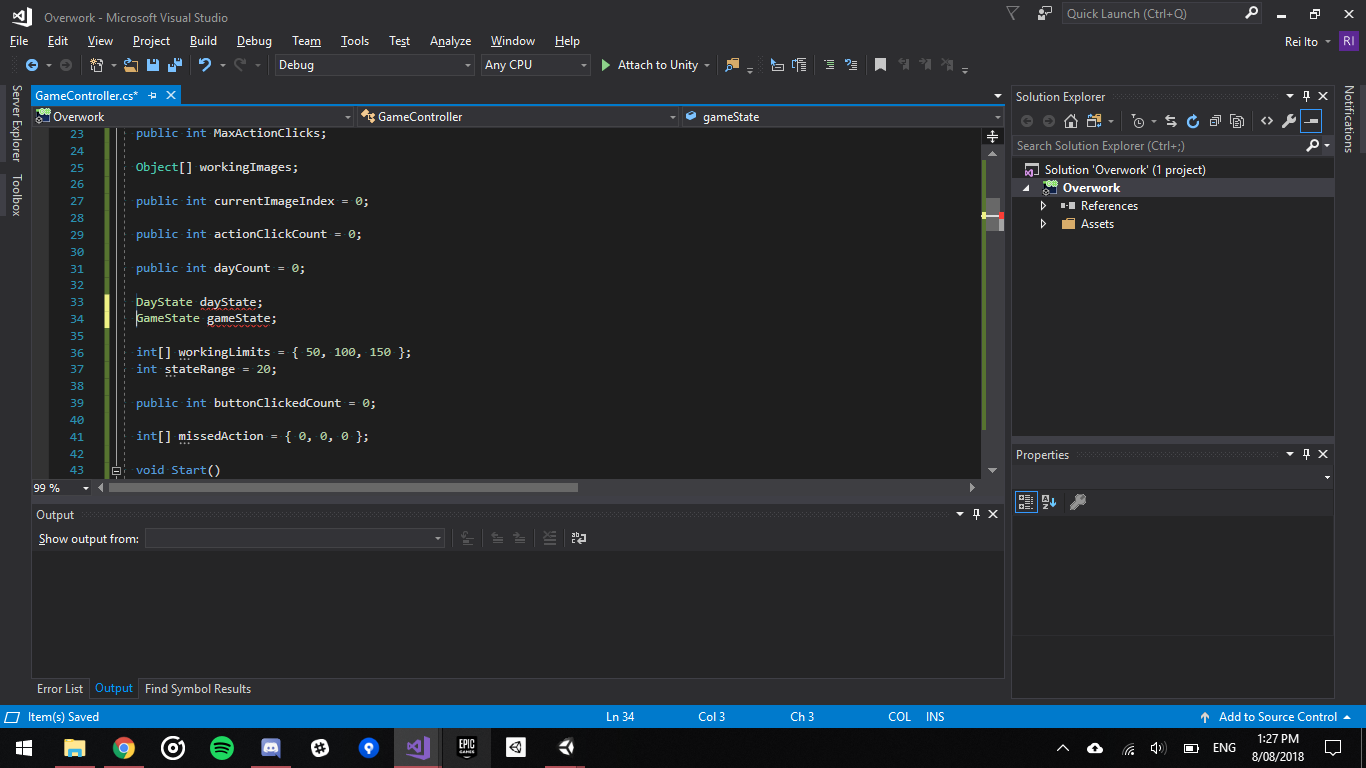 Overwork - Microsoft Visual Studio
Quick Launch (Ctrl+Q)
File Edit View Project Build Debug Team Tools Test Analyze Window Help
Rei Ito RI
Debug Any CPU Attach to Unity
Server Explorer
Toolbox
GameController.cs*
Overwork GameController gameState
23 public int MaxActionClicks;
24
25 Object[] workingImages;
26
27 public int currentImageIndex = 0;
28
29 public int actionClickCount = 0;
30
31 public int dayCount = 0;
32
33 DayState dayState;
34 GameState gameState;
35
36 int[] workingLimits = { 50, 100, 150 };
37 int stateRange = 20;
38
39 public int buttonClickedCount = 0;
40
41 int[] missedAction = { 0, 0, 0 };
42
43 void Start()
99 %
Output
Show output from:
Error List Output Find Symbol Results
Solution Explorer
Search Solution Explorer (Ctrl+;)
Solution 'Overwork' (1 project)
Overwork
References
Assets
Properties
Notifications
Item(s) Saved Ln 34 Col 3 Ch 3 COL INS Add to Source Control
EPIC GAMES
ENG
1:27 PM
8/08/2018